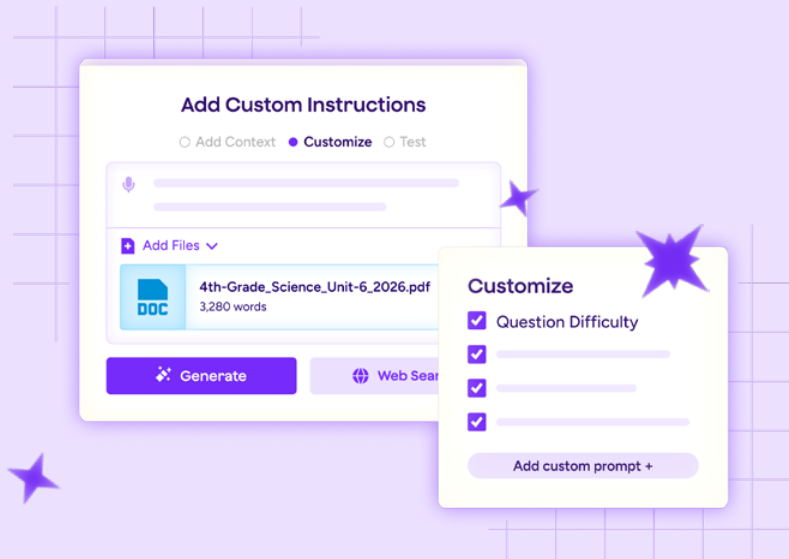 Add Custom Instructions
Add Context Customize Test
Add Files
DOC
4th-Grade_Science_Unit-6_2026.pdf
3,280 words
Generate
Web Sear
Customize
Question Difficulty
Add custom prompt +